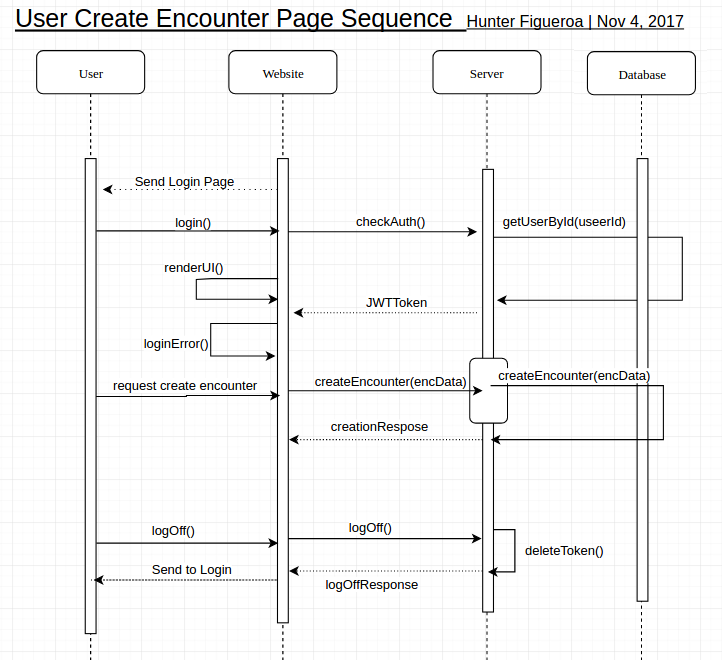 User Create Encounter Page Sequence Hunter Figueroa | Nov 4, 2017
User Website Server Database
Send Login Page
login() checkAuth() getUserById(useerId)
renderUI()
JWTToken
loginError()
request create encounter createEncounter(encData) createEncounter(encData)
creationRespose
logOff() logOff()
deleteToken()
Send to Login
logOffResponse